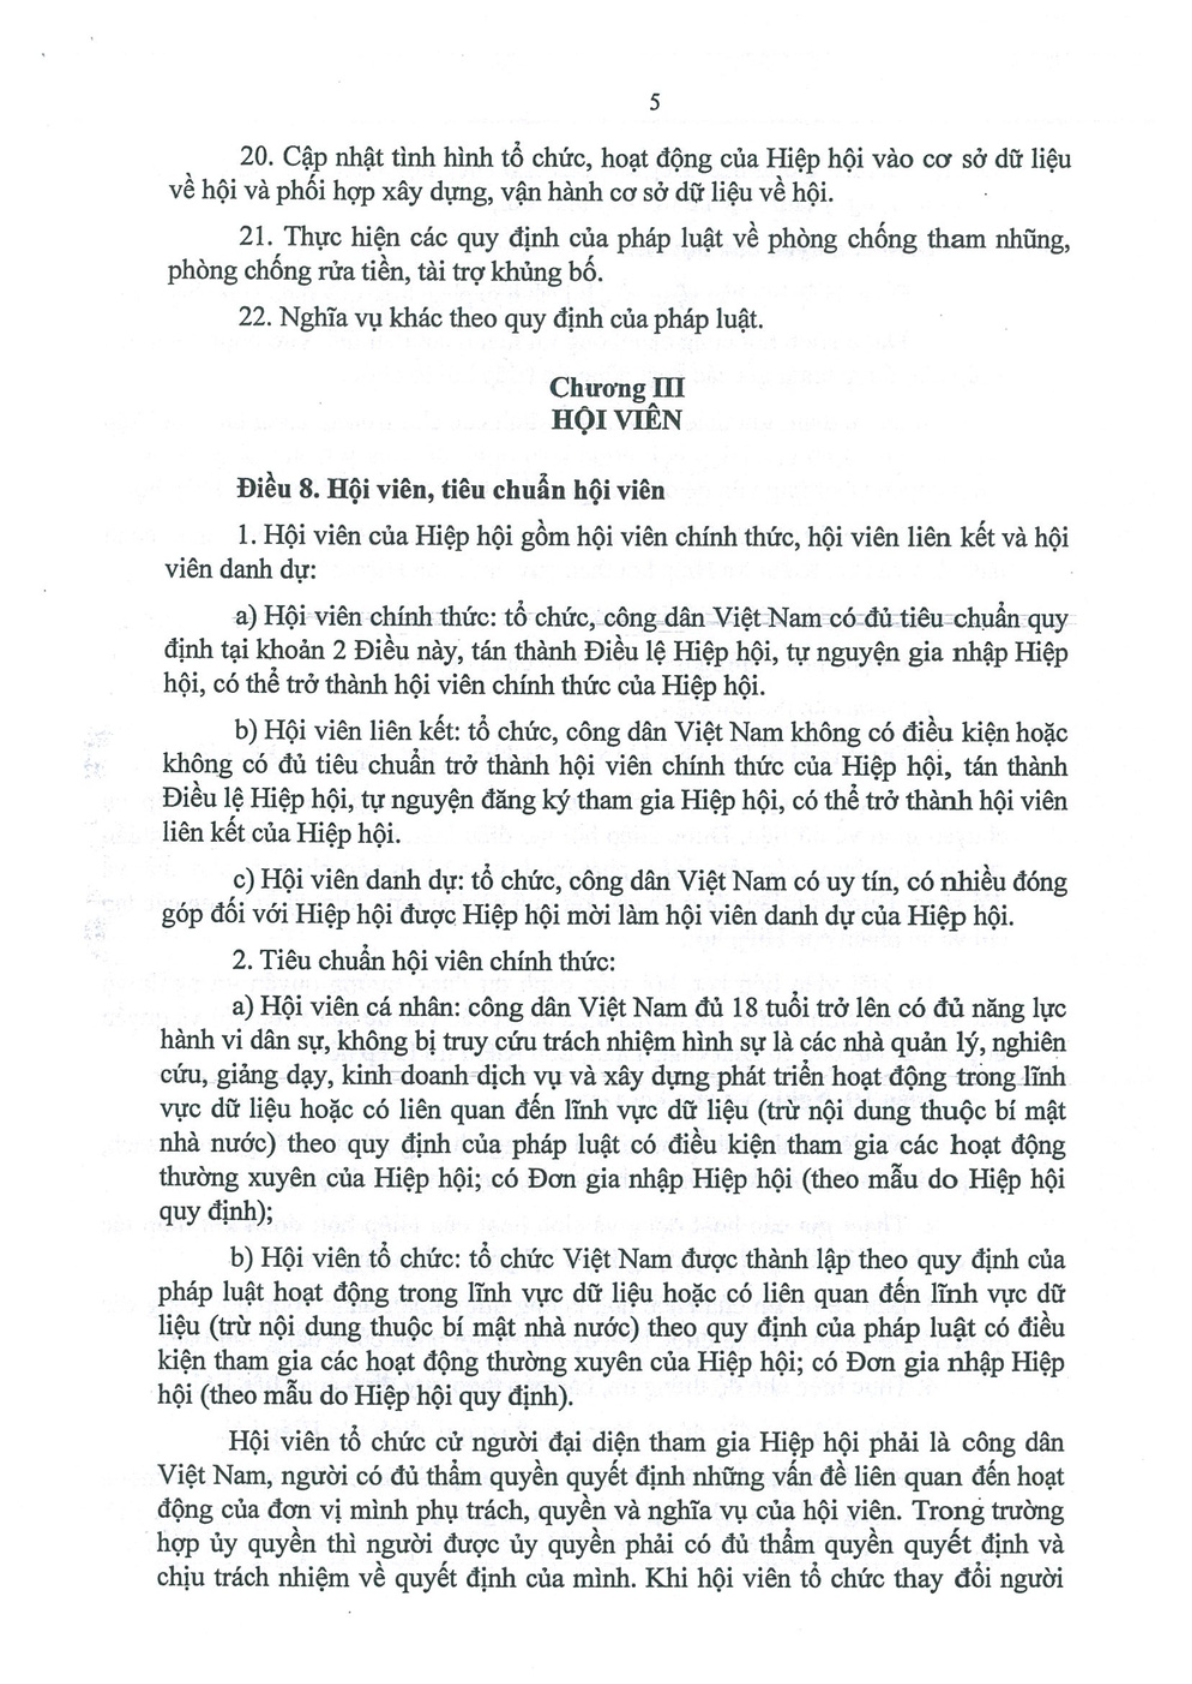 5
20. Cập nhật tình hình tổ chức, hoạt động của Hiệp hội vào cơ sở dữ liệu
về hội và phối hợp xây dựng, vận hành cơ sở dữ liệu về hội.
21. Thực hiện các quy định của pháp luật về phòng chống tham nhũng,
phòng chống rửa tiền, tài trợ khủng bố.
22. Nghĩa vụ khác theo quy định của pháp luật.
Chương III
HỘI VIÊN
Điều 8. Hội viên, tiêu chuẩn hội viên
1. Hội viên của Hiệp hội gồm hội viên chính thức, hội viên liên kết và hội
viên danh dự:
a) Hội viên chính thức: tổ chức, công dân Việt Nam có đủ tiêu chuẩn quy
định tại khoản 2 Điều này, tán thành Điều lệ Hiệp hội, tự nguyện gia nhập Hiệp
hội, có thể trở thành hội viên chính thức của Hiệp hội.
b) Hội viên liên kết: tổ chức, công dân Việt Nam không có điều kiện hoặc
không có đủ tiêu chuẩn trở thành hội viên chính thức của Hiệp hội, tán thành
Điều lệ Hiệp hội, tự nguyện đăng ký tham gia Hiệp hội, có thể trở thành hội viên
liên kết của Hiệp hội.
c) Hội viên danh dự: tổ chức, công dân Việt Nam có uy tín, có nhiều đóng
góp đối với Hiệp hội được Hiệp hội mời làm hội viên danh dự của Hiệp hội.
2. Tiêu chuẩn hội viên chính thức:
a) Hội viên cá nhân: công dân Việt Nam đủ 18 tuổi trở lên có đủ năng lực
hành vi dân sự, không bị truy cứu trách nhiệm hình sự là các nhà quản lý, nghiên
cứu, giảng dạy, kinh doanh dịch vụ và xây dựng phát triển hoạt động trong lĩnh
vực dữ liệu hoặc có liên quan đến lĩnh vực dữ liệu (trừ nội dung thuộc bí mật
nhà nước) theo quy định của pháp luật có điều kiện tham gia các hoạt động
thường xuyên của Hiệp hội; có Đơn gia nhập Hiệp hội (theo mẫu do Hiệp hội
quy định);
b) Hội viên tổ chức: tổ chức Việt Nam được thành lập theo quy định của
pháp luật hoạt động trong lĩnh vực dữ liệu hoặc có liên quan đến lĩnh vực dữ
liệu (trừ nội dung thuộc bí mật nhà nước) theo quy định của pháp luật có điều
kiện tham gia các hoạt động thường xuyên của Hiệp hội; có Đơn gia nhập Hiệp
hội (theo mẫu do Hiệp hội quy định).
Hội viên tổ chức cử người đại diện tham gia Hiệp hội phải là công dân
Việt Nam, người có đủ thẩm quyền quyết định những vấn đề liên quan đến hoạt
động của đơn vị mình phụ trách, quyền và nghĩa vụ của hội viên. Trong trường
hợp ủy quyền thì người được ủy quyền phải có đủ thẩm quyền quyết định và
chịu trách nhiệm về quyết định của mình. Khi hội viên tổ chức thay đổi người